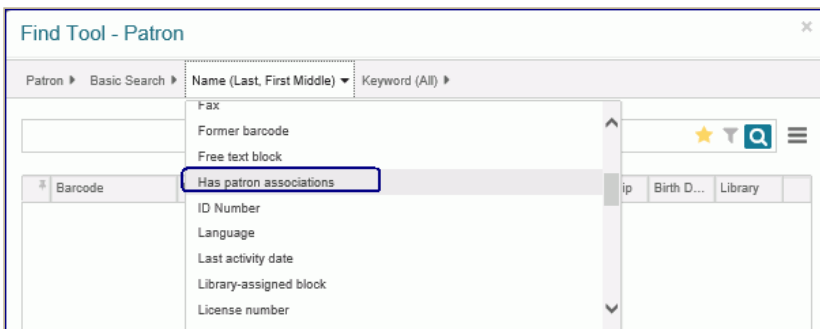 Find Tool - Patron
Patron Basic Search Name (Last, First Middle) Keyword (All)
Fax
Former barcode
Free text block
Has patron associations
Barcode ip Birth D... Library
ID Number
Language
Last activity date
Library-assigned block
License number